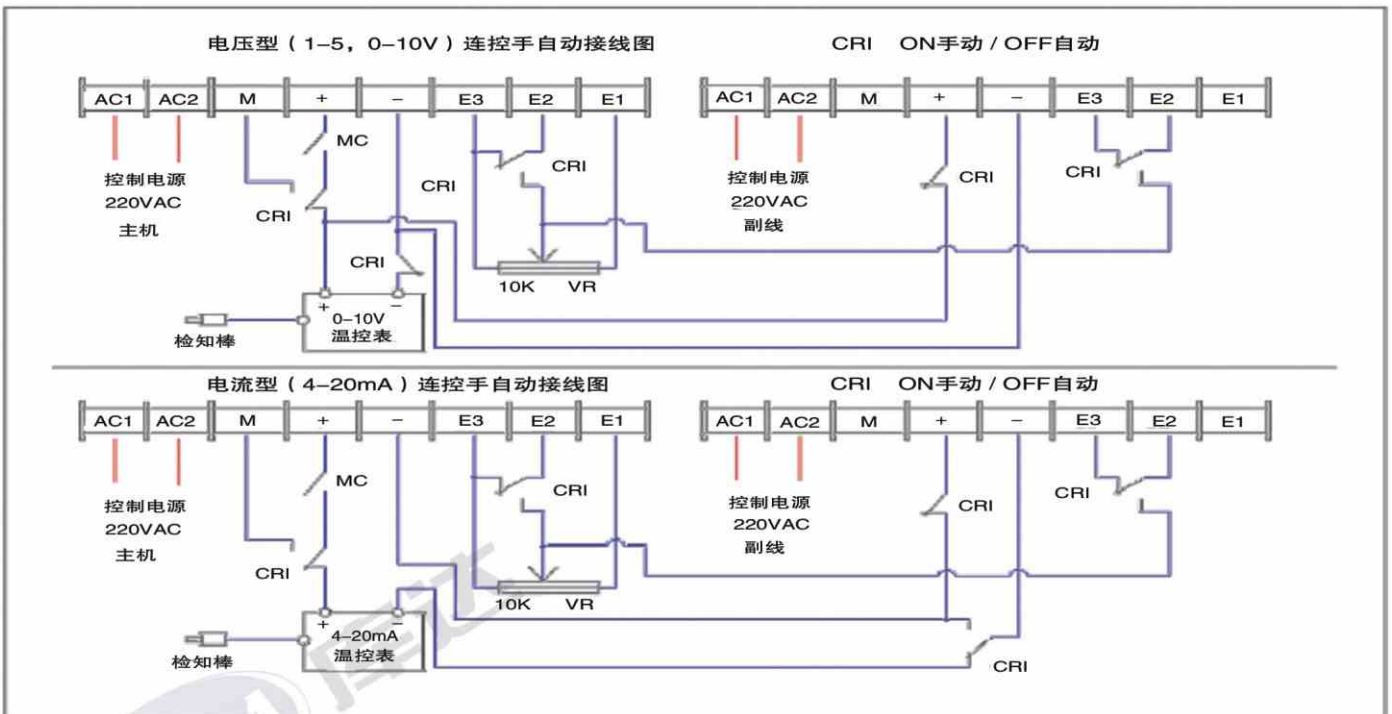 电压型（1-5，0-10V）连控手自动接线图
CRI ON手动 / OFF自动
AC1 AC2 M + − E3 E2 E1
AC1 AC2 M + − E3 E2 E1
MC
控制电源
220VAC
主机
CRI
CRI
CRI
CRI
10K VR
+ −
0-10V
温控表
检知棒
控制电源
220VAC
副线
CRI
CRI
电流型（4-20mA）连控手自动接线图
CRI ON手动 / OFF自动
AC1 AC2 M + − E3 E2 E1
AC1 AC2 M + − E3 E2 E1
MC
控制电源
220VAC
主机
CRI
CRI
10K VR
+ −
4-20mA
温控表
检知棒
控制电源
220VAC
副线
CRI
CRI
CRI
库达